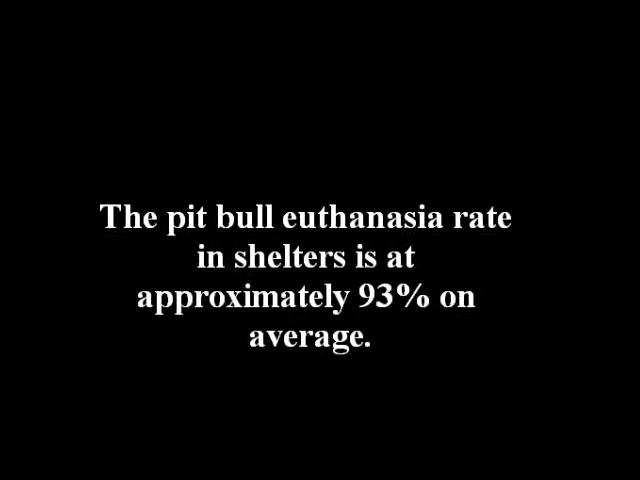 The pit bull euthanasia rate
in shelters is at
approximately 93% on
average.